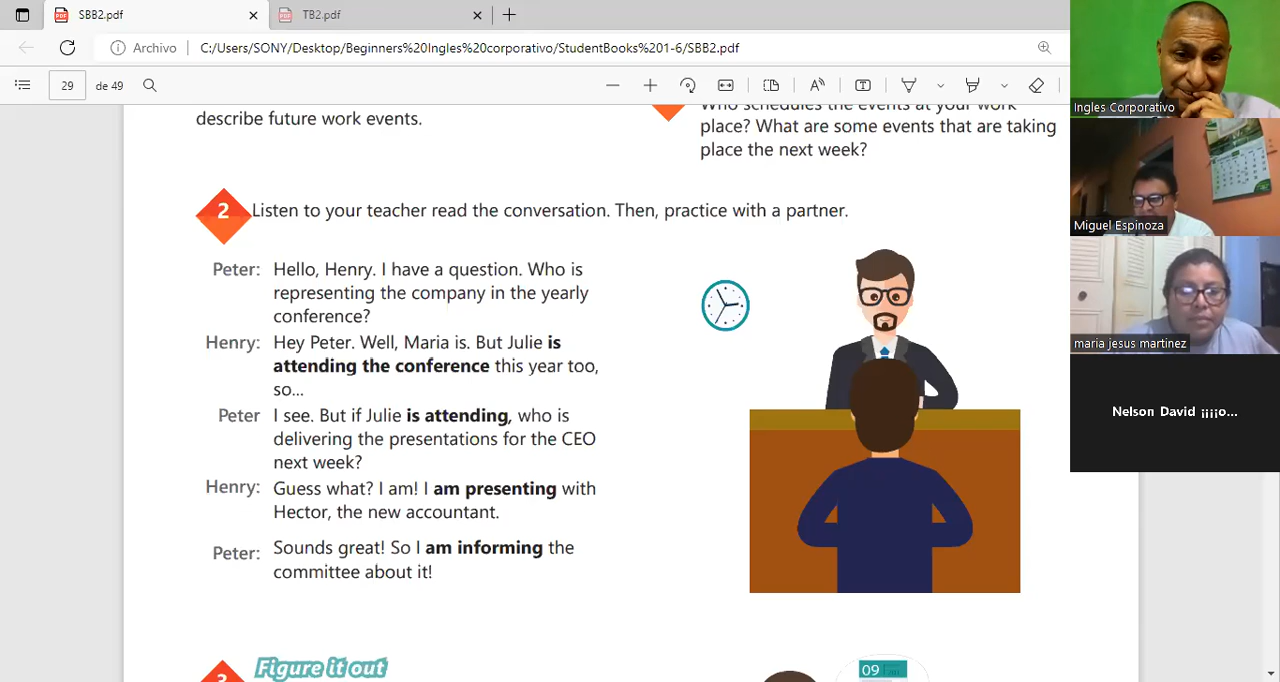 SBB2.pdf
TB2.pdf
Archivo
C:/Users/SONY/Desktop/Beginners%20Ingles%20corporativo/StudentBooks%201-6/SBB2.pdf
29
de 49
describe future work events.
Who schedules the events at your work
place? What are some events that are taking
place the next week?
2
Listen to your teacher read the conversation. Then, practice with a partner.
Peter: Hello, Henry. I have a question. Who is
representing the company in the yearly
conference?
Henry: Hey Peter. Well, Maria is. But Julie is
attending the conference this year too,
so...
Peter I see. But if Julie is attending, who is
delivering the presentations for the CEO
next week?
Henry: Guess what? I am! I am presenting with
Hector, the new accountant.
Peter: Sounds great! So I am informing the
committee about it!
3
Figure it out
09
Ingles Corporativo
Miguel Espinoza
maria jesus martinez
Nelson David ¡¡¡¡o...